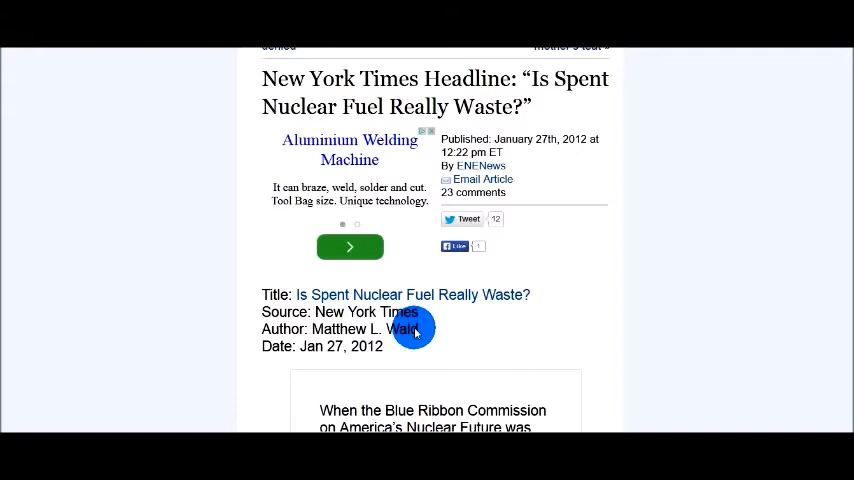 denied
mother's teat »
New York Times Headline: “Is Spent
Nuclear Fuel Really Waste?”
Aluminium Welding
Machine
It can braze, weld, solder and cut.
Tool Bag size. Unique technology.
Published: January 27th, 2012 at
12:22 pm ET
By ENENews
Email Article
23 comments
Tweet 12
Like 1
Title: Is Spent Nuclear Fuel Really Waste?
Source: New York Times
Author: Matthew L. Wald
Date: Jan 27, 2012
When the Blue Ribbon Commission
on America's Nuclear Future was